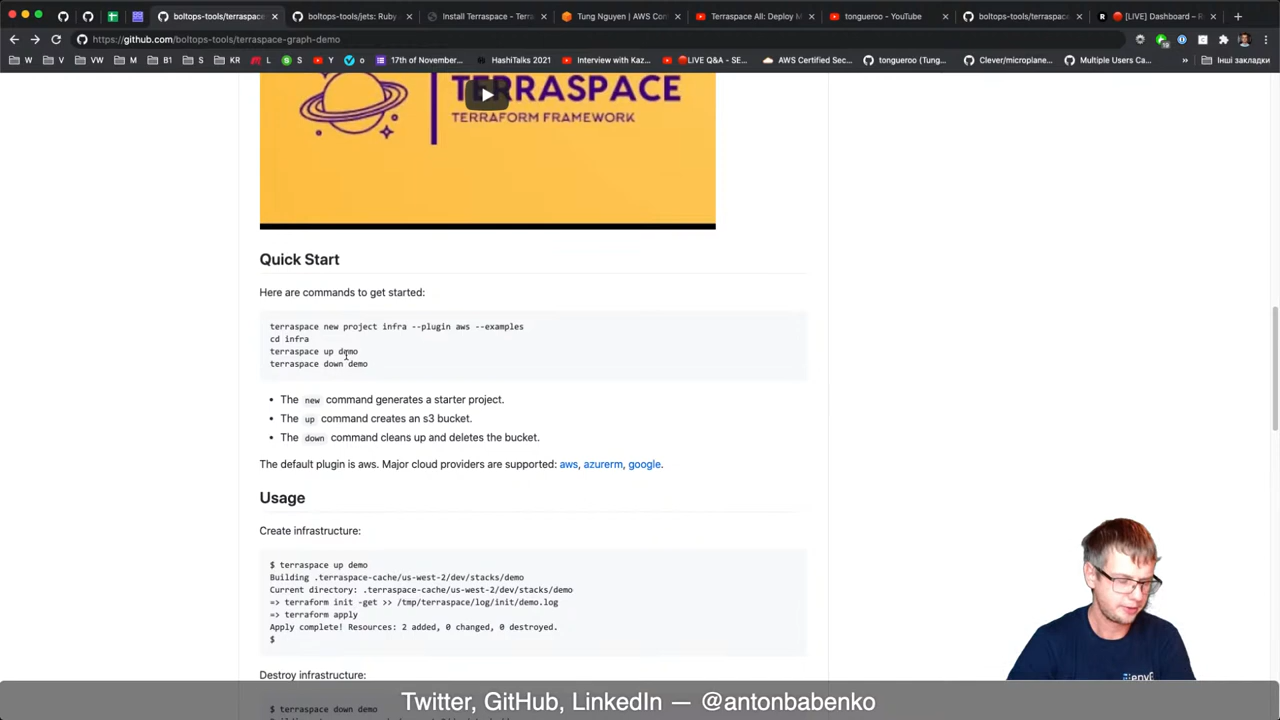 boltops-tools/terraspace
boltops-tools/jets: Ruby
Install Terraspace - Terra
Tung Nguyen | AWS Con
Terraspace All: Deploy M
tongueroo - YouTube
boltops-tools/terraspace
[LIVE] Dashboard – R
https://github.com/boltops-tools/terraspace-graph-demo
W
V
VW
M
B1
S
KR
L
S
Y
o
17th of November...
HashiTalks 2021
Interview with Kaze...
LIVE Q&A - SE...
AWS Certified Sec...
tongueroo (Tung...
Clever/microplane...
Multiple Users Ca...
Інші закладки
TERRASPACE
TERRAFORM FRAMEWORK
Quick Start
Here are commands to get started:
terraspace new project infra --plugin aws --examples
cd infra
terraspace up demo
terraspace down demo
The new command generates a starter project.
The up command creates an s3 bucket.
The down command cleans up and deletes the bucket.
The default plugin is aws. Major cloud providers are supported: aws, azurerm, google.
Usage
Create infrastructure:
$ terraspace up demo
Building .terraspace-cache/us-west-2/dev/stacks/demo
Current directory: .terraspace-cache/us-west-2/dev/stacks/demo
=> terraform init -get >> /tmp/terraspace/log/init/demo.log
=> terraform apply
Apply complete! Resources: 2 added, 0 changed, 0 destroyed.
$
Destroy infrastructure:
$ terraspace down demo
Twitter, GitHub, LinkedIn — @antonbabenko